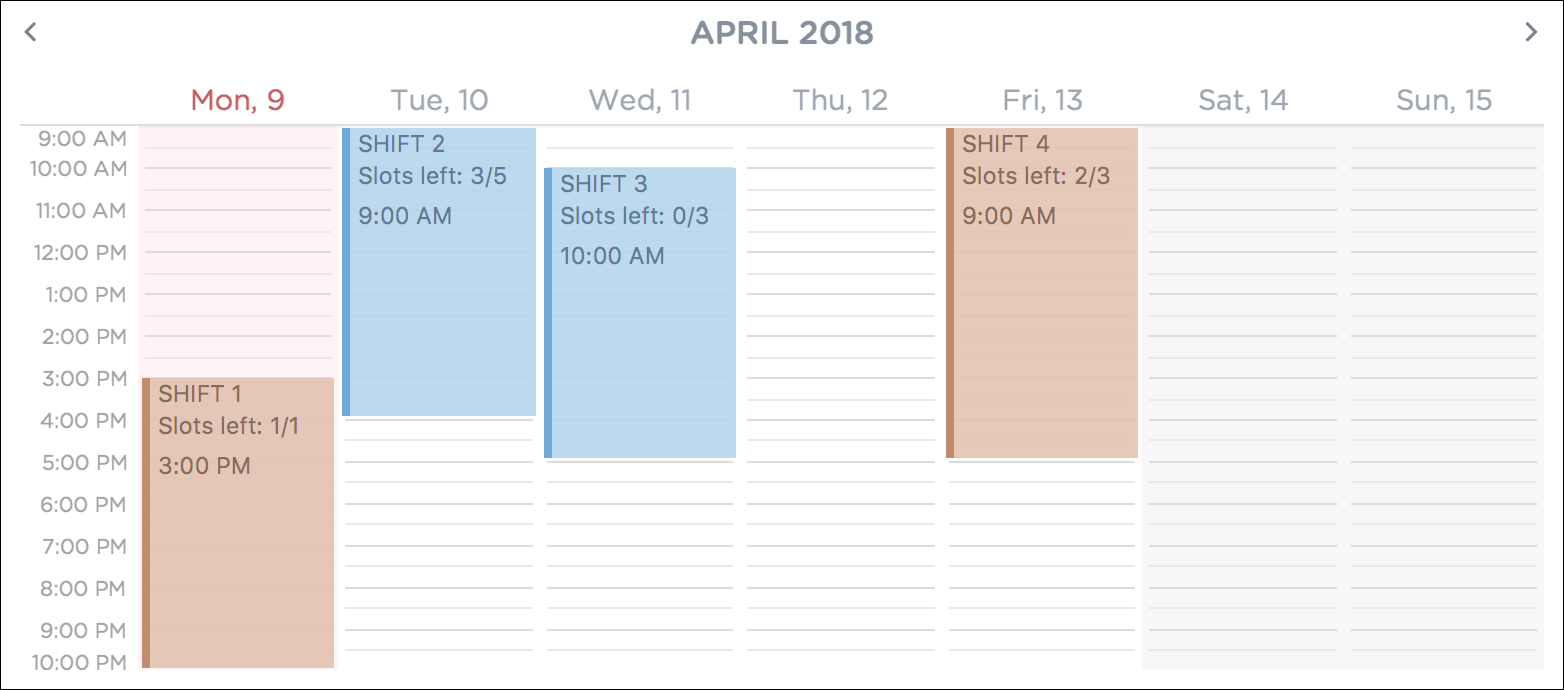 APRIL 2018
Mon, 9
Tue, 10
Wed, 11
Thu, 12
Fri, 13
Sat, 14
Sun, 15
9:00 AM
10:00 AM
11:00 AM
12:00 PM
1:00 PM
2:00 PM
3:00 PM
4:00 PM
5:00 PM
6:00 PM
7:00 PM
8:00 PM
9:00 PM
10:00 PM
SHIFT 1
Slots left: 1/1
3:00 PM
SHIFT 2
Slots left: 3/5
9:00 AM
SHIFT 3
Slots left: 0/3
10:00 AM
SHIFT 4
Slots left: 2/3
9:00 AM